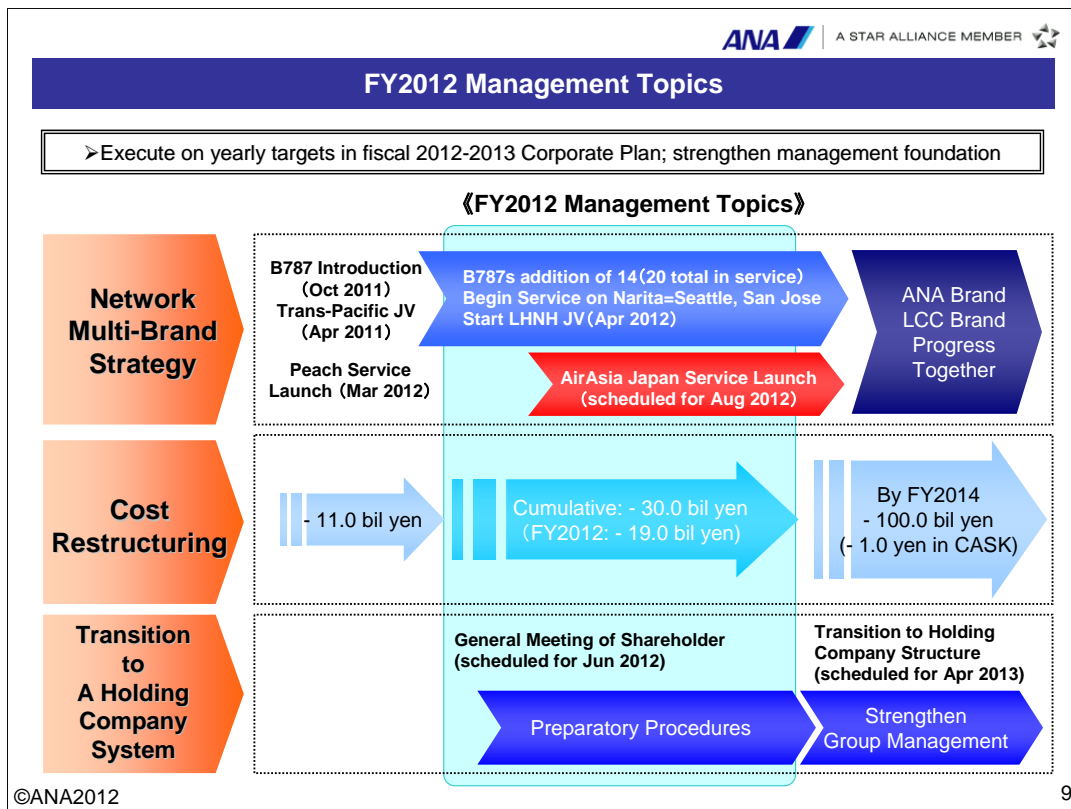 ANA
A STAR ALLIANCE MEMBER
FY2012 Management Topics
➢Execute on yearly targets in fiscal 2012-2013 Corporate Plan; strengthen management foundation
《FY2012 Management Topics》
Network
Multi-Brand
Strategy
B787 Introduction
(Oct 2011)
Trans-Pacific JV
(Apr 2011)
Peach Service
Launch (Mar 2012)
B787s addition of 14(20 total in service)
Begin Service on Narita=Seattle, San Jose
Start LHNH JV(Apr 2012)
AirAsia Japan Service Launch
(scheduled for Aug 2012)
ANA Brand
LCC Brand
Progress
Together
Cost
Restructuring
- 11.0 bil yen
Cumulative: - 30.0 bil yen
(FY2012: - 19.0 bil yen)
By FY2014
- 100.0 bil yen
(- 1.0 yen in CASK)
Transition
to
A Holding
Company
System
General Meeting of Shareholder
(scheduled for Jun 2012)
Preparatory Procedures
Transition to Holding
Company Structure
(scheduled for Apr 2013)
Strengthen
Group Management
©ANA2012
9